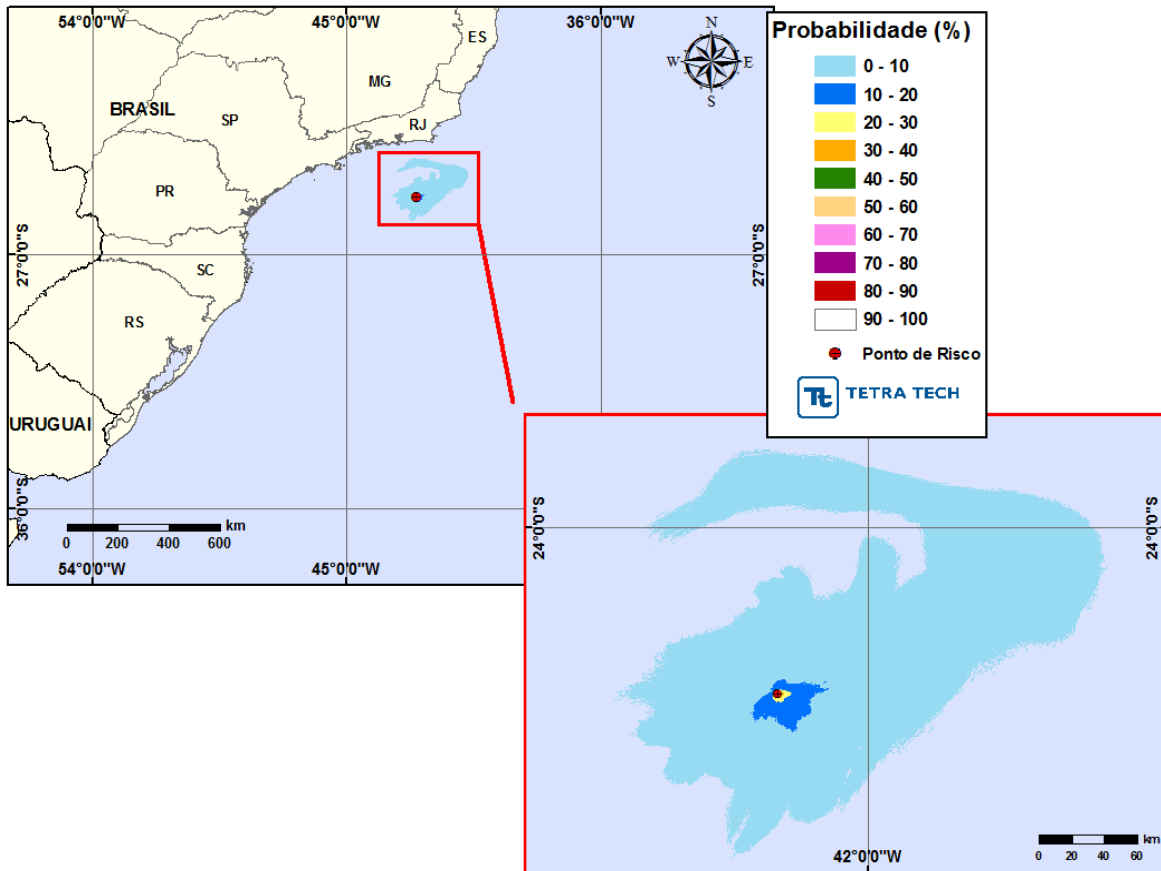 54°0'0"W
45°0'0"W
36°0'0"W
ES
MG
BRASIL
SP
RJ
PR
27°0'0"S
27°0'0"S
SC
RS
URUGUAI
36°0'0"S
km
0 200 400 600
54°0'0"W
45°0'0"W
N
W
E
S
Probabilidade (%)
0 - 10
10 - 20
20 - 30
30 - 40
40 - 50
50 - 60
60 - 70
70 - 80
80 - 90
90 - 100
Ponto de Risco
Tt TETRA TECH
24°0'0"S
24°0'0"S
42°0'0"W
km
0 20 40 60